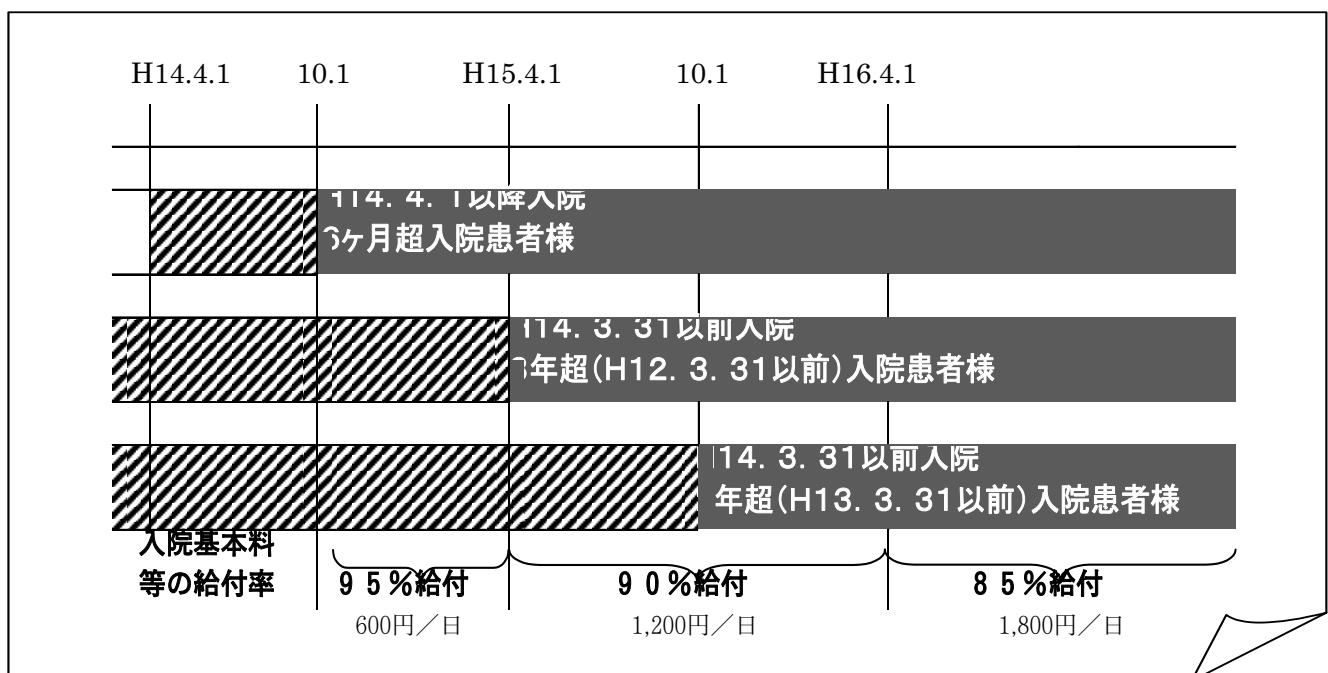 H14.4.1 10.1 H15.4.1 10.1 H16.4.1
H14．4．1以降入院
6ヶ月超入院患者様
H14．3．31以前入院
3年超（H12．3．31以前）入院患者様
14．3．31以前入院
年超（H13．3．31以前）入院患者様
入院基本料
等の給付率 95％給付 90％給付 85％給付
600円／日 1,200円／日 1,800円／日